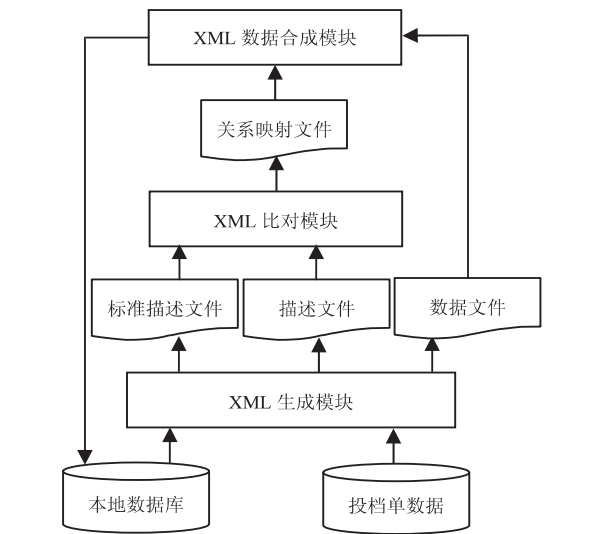 XML 数据合成模块
关系映射文件
XML 比对模块
标准描述文件
描述文件
数据文件
XML 生成模块
本地数据库
投档单数据